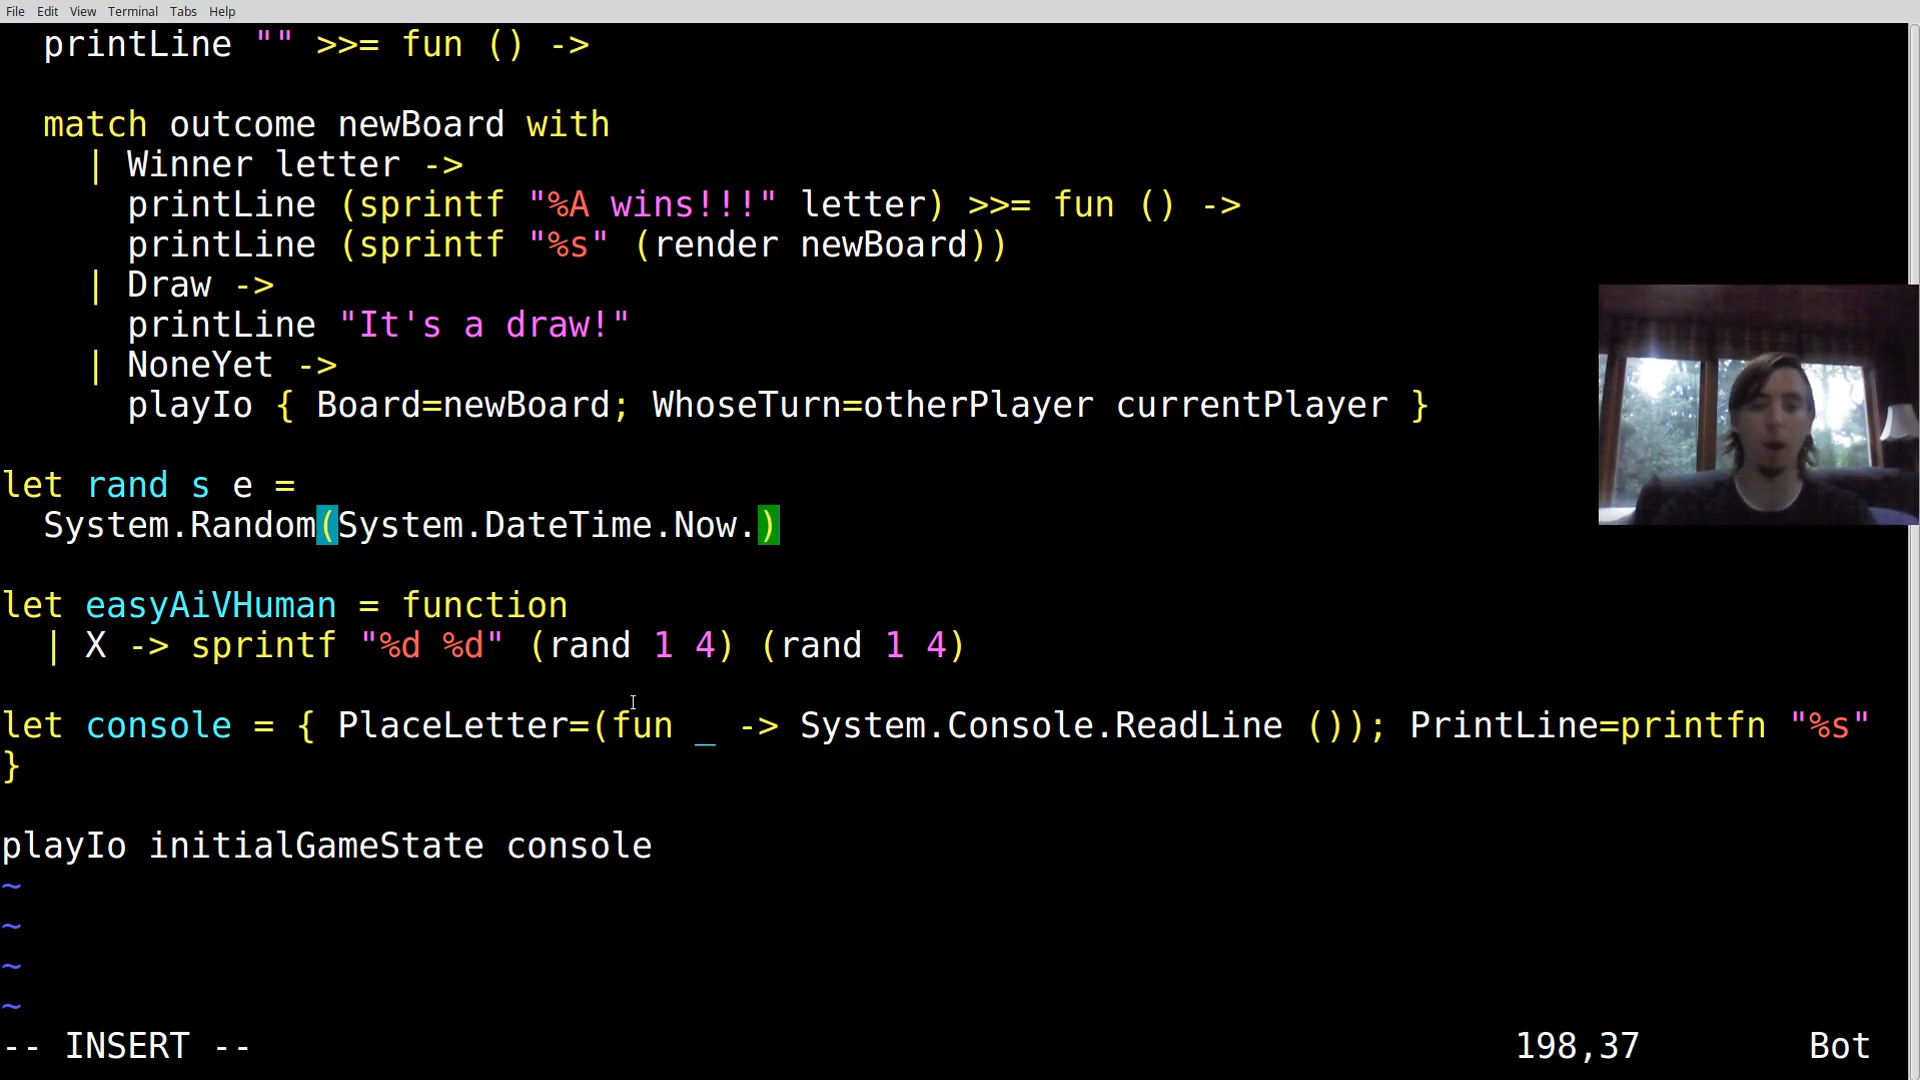 File Edit View Terminal Tabs Help
  printLine "" >>= fun () ->

  match outcome newBoard with
    | Winner letter ->
      printLine (sprintf "%A wins!!!" letter) >>= fun () ->
      printLine (sprintf "%s" (render newBoard))
    | Draw ->
      printLine "It's a draw!"
    | NoneYet ->
      playIo { Board=newBoard; WhoseTurn=otherPlayer currentPlayer }

let rand s e =
  System.Random(System.DateTime.Now.)

let easyAiVHuman = function
  | X -> sprintf "%d %d" (rand 1 4) (rand 1 4)

let console = { PlaceLetter=(fun _ -> System.Console.ReadLine ()); PrintLine=printfn "%s"
}

playIo initialGameState console
~
~
~
~
-- INSERT -- 198,37 Bot